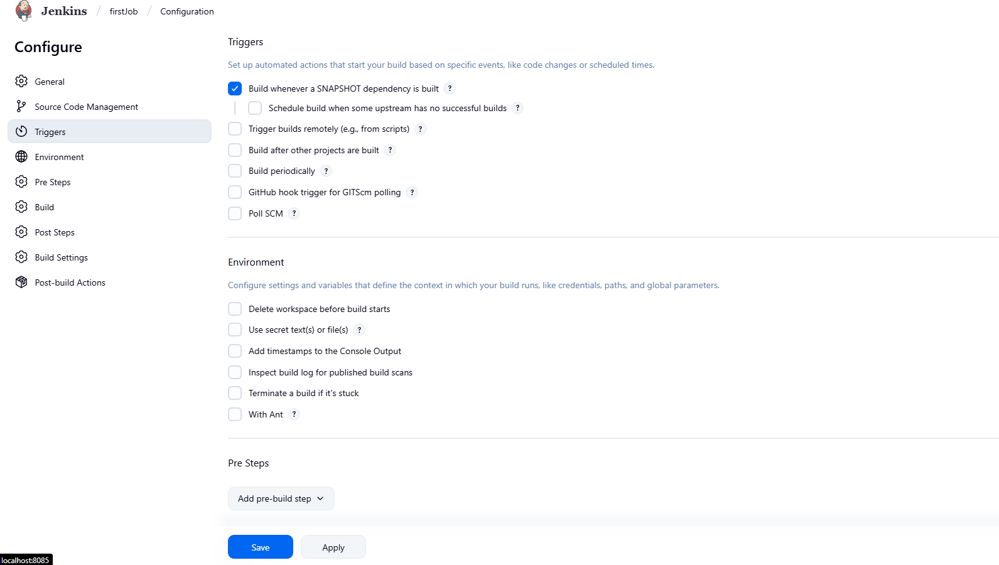 Jenkins / firstJob / Configuration
Configure
General
Source Code Management
Triggers
Environment
Pre Steps
Build
Post Steps
Build Settings
Post-build Actions
Triggers
Set up automated actions that start your build based on specific events, like code changes or scheduled times.
Build whenever a SNAPSHOT dependency is built ?
Schedule build when some upstream has no successful builds ?
Trigger builds remotely (e.g., from scripts) ?
Build after other projects are built ?
Build periodically ?
GitHub hook trigger for GITScm polling ?
Poll SCM ?
Environment
Configure settings and variables that define the context in which your build runs, like credentials, paths, and global parameters.
Delete workspace before build starts
Use secret text(s) or file(s) ?
Add timestamps to the Console Output
Inspect build log for published build scans
Terminate a build if it's stuck
With Ant ?
Pre Steps
Add pre-build step
Save Apply
localhost:8085